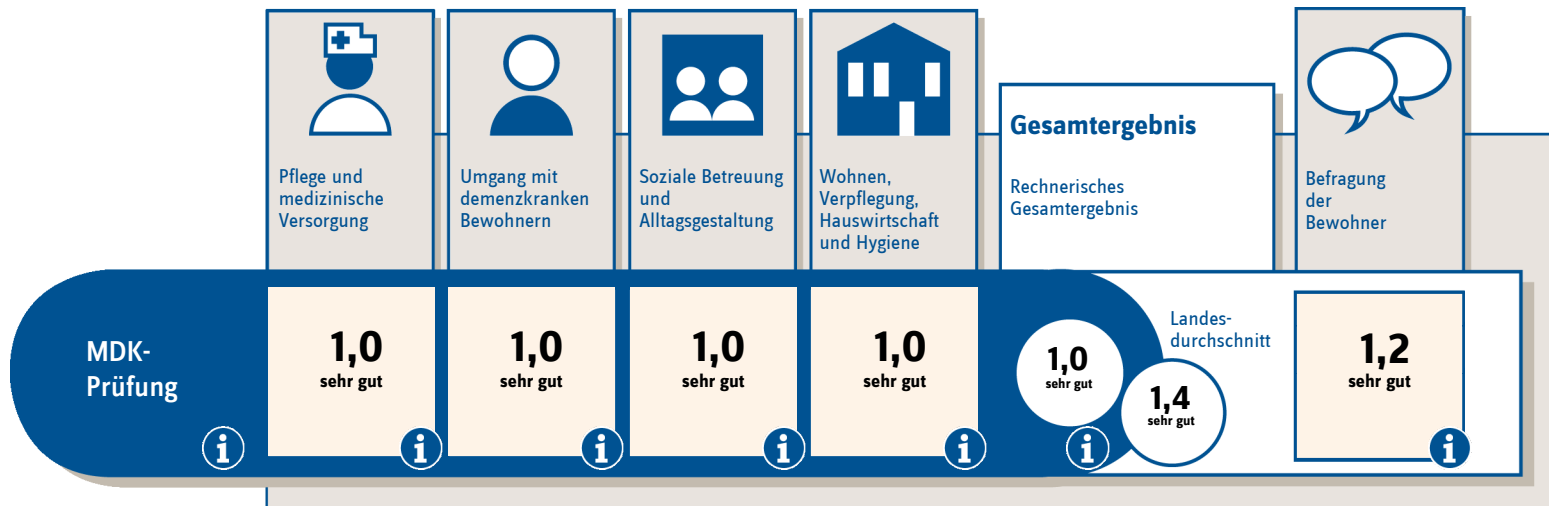 Pflege und
medizinische
Versorgung
Umgang mit
demenzkranken
Bewohnern
Soziale Betreuung
und
Alltagsgestaltung
Wohnen,
Verpflegung,
Hauswirtschaft
und Hygiene
Gesamtergebnis
Rechnerisches
Gesamtergebnis
Befragung
der
Bewohner
MDK-
Prüfung
i
1,0
sehr gut
i
1,0
sehr gut
i
1,0
sehr gut
i
1,0
sehr gut
i
1,0
sehr gut
i
Landes-
durchschnitt
1,4
sehr gut
1,2
sehr gut
i